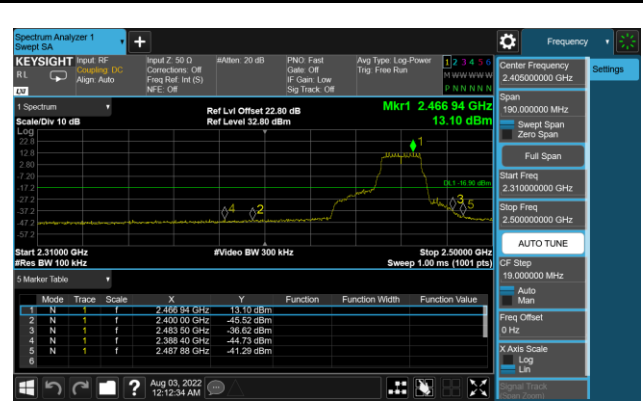 Spectrum Analyzer 1
Swept SA
+
Frequency
KEYSIGHT
RL
Input: RF
Coupling: DC
Align: Auto
Input Z: 50 Ω
Corrections: Off
Freq Ref: Int (S)
NFE: Off
#Atten: 20 dB
PNO: Fast
Gate: Off
IF Gain: Low
Sig Track: Off
Avg Type: Log-Power
Trig: Free Run
1 2 3 4 5 6
M W W W W W
P N N N N N
LXI
1 Spectrum
Scale/Div 10 dB
Ref Lvl Offset 22.80 dB
Ref Level 32.80 dBm
Mkr1 2.466 94 GHz
13.10 dBm
Log
22.8
12.8
2.80
-7.20
-17.2
-27.2
-37.2
-47.2
-57.2
1
DL1 -16.90 dBm
4
2
3
5
Start 2.31000 GHz
#Res BW 100 kHz
#Video BW 300 kHz
Stop 2.50000 GHz
Sweep 1.00 ms (1001 pts)
5 Marker Table
Mode Trace Scale X Y Function Function Width Function Value
1 N 1 f 2.466 94 GHz 13.10 dBm
2 N 1 f 2.400 00 GHz -45.52 dBm
3 N 1 f 2.483 50 GHz -36.62 dBm
4 N 1 f 2.388 40 GHz -44.73 dBm
5 N 1 f 2.487 88 GHz -41.29 dBm
6
Aug 03, 2022
12:12:34 AM
?
Center Frequency
2.405000000 GHz
Settings
Span
190.000000 MHz
Swept Span
Zero Span
Full Span
Start Freq
2.310000000 GHz
Stop Freq
2.500000000 GHz
AUTO TUNE
CF Step
19.000000 MHz
Auto
Man
Freq Offset
0 Hz
X Axis Scale
Log
Lin
Signal Track
(Span Zoom)